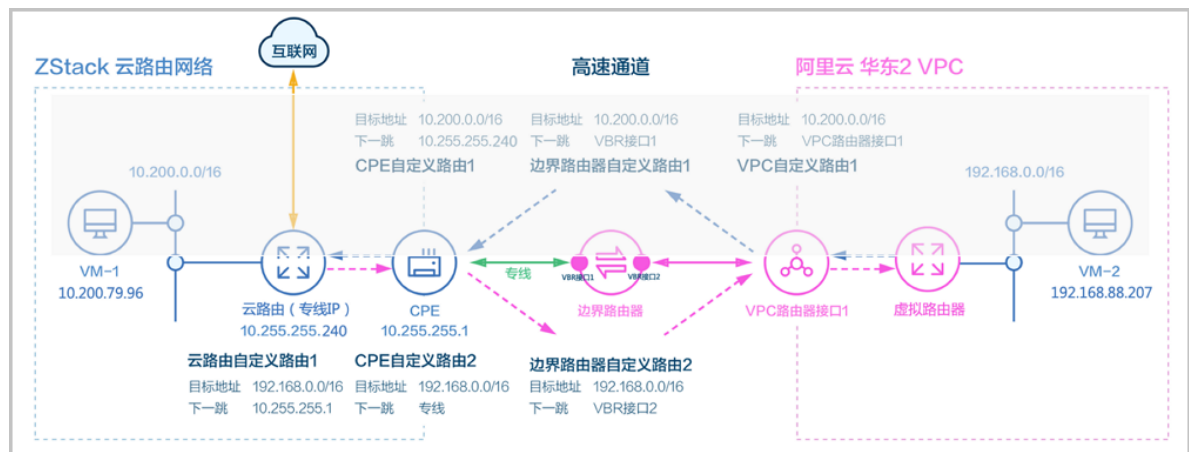 互联网
ZStack 云路由网络
高速通道
阿里云 华东2 VPC
目标地址 10.200.0.0/16
下一跳 10.255.255.240
CPE自定义路由1
目标地址 10.200.0.0/16
下一跳 VBR接口1
边界路由器自定义路由1
目标地址 10.200.0.0/16
下一跳 VPC路由器接口1
VPC自定义路由1
10.200.0.0/16
192.168.0.0/16
VM-1
10.200.79.96
云路由（专线IP）
10.255.255.240
CPE
10.255.255.1
专线
VBR接口1
VBR接口2
边界路由器
VPC路由器接口1
虚拟路由器
VM-2
192.168.88.207
云路由自定义路由1
目标地址 192.168.0.0/16
下一跳 10.255.255.1
CPE自定义路由2
目标地址 192.168.0.0/16
下一跳 专线
边界路由器自定义路由2
目标地址 192.168.0.0/16
下一跳 VBR接口2